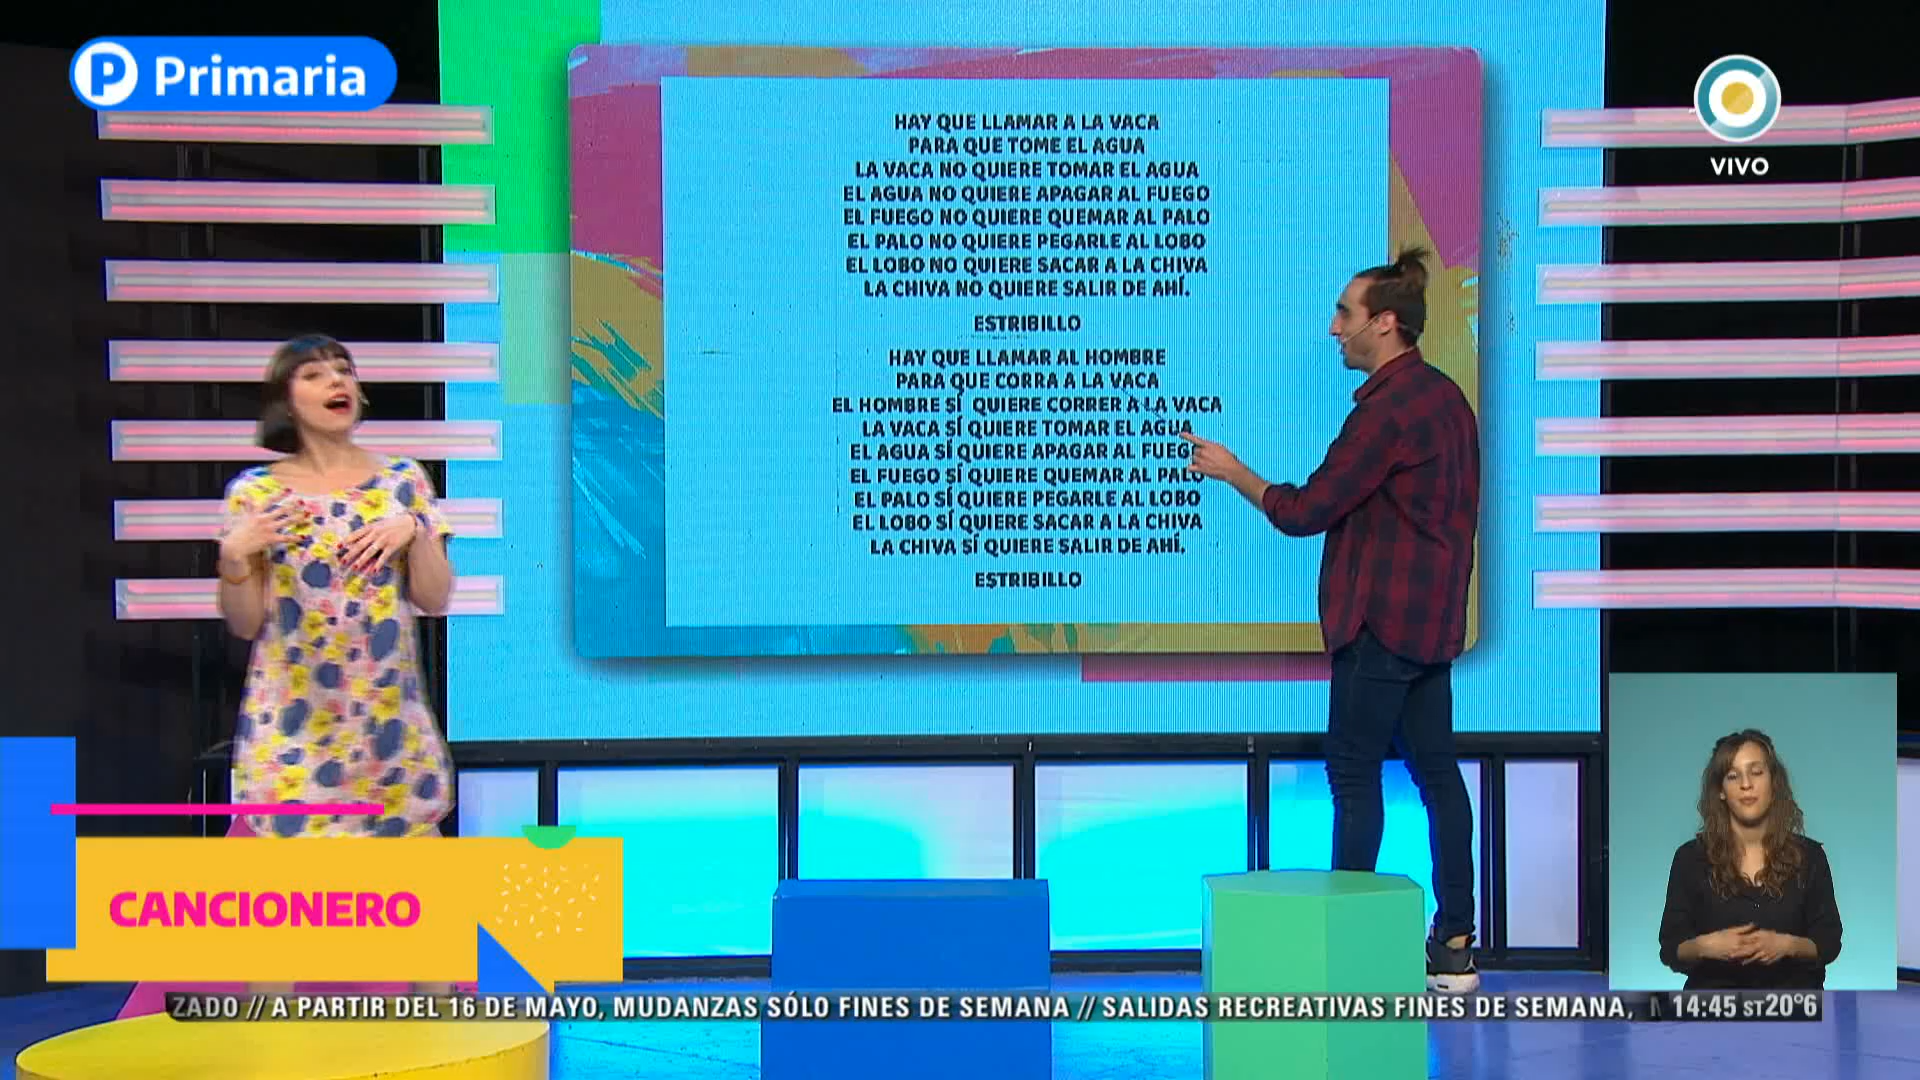 P Primaria
VIVO
HAY QUE LLAMAR A LA VACA
PARA QUE TOME EL AGUA
LA VACA NO QUIERE TOMAR EL AGUA
EL AGUA NO QUIERE APAGAR AL FUEGO
EL FUEGO NO QUIERE QUEMAR AL PALO
EL PALO NO QUIERE PEGARLE AL LOBO
EL LOBO NO QUIERE SACAR A LA CHIVA
LA CHIVA NO QUIERE SALIR DE AHÍ.
ESTRIBILLO
HAY QUE LLAMAR AL HOMBRE
PARA QUE CORRA A LA VACA
EL HOMBRE SÍ QUIERE CORRER A LA VACA
LA VACA SÍ QUIERE TOMAR EL AGUA
EL AGUA SÍ QUIERE APAGAR AL FUEG
EL FUEGO SÍ QUIERE QUEMAR AL PALO
EL PALO SÍ QUIERE PEGARLE AL LOBO
EL LOBO SÍ QUIERE SACAR A LA CHIVA
LA CHIVA SÍ QUIERE SALIR DE AHÍ.
ESTRIBILLO
CANCIONERO
ZADO // A PARTIR DEL 16 DE MAYO, MUDANZAS SÓLO FINES DE SEMANA // SALIDAS RECREATIVAS FINES DE SEMANA, 14:45 ST20°6